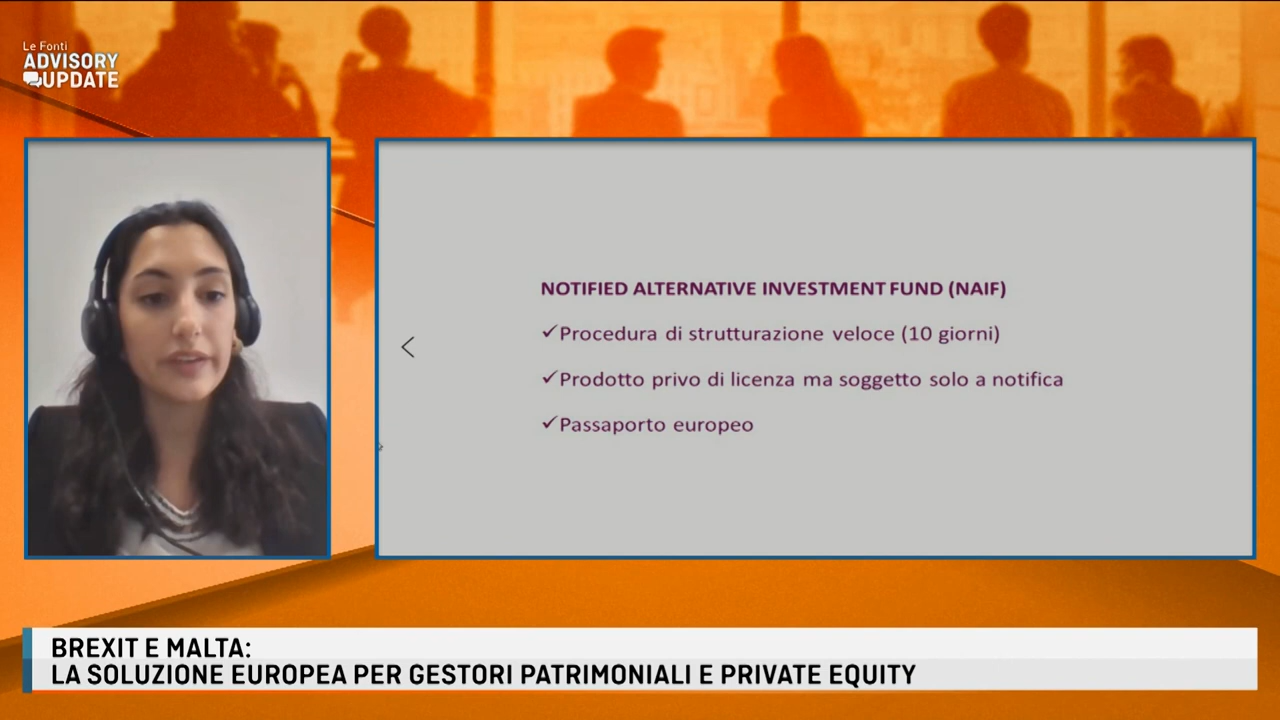 Le Fonti
ADVISORY
UPDATE
NOTIFIED ALTERNATIVE INVESTMENT FUND (NAIF)
✓Procedura di strutturazione veloce (10 giorni)
✓Prodotto privo di licenza ma soggetto solo a notifica
✓Passaporto europeo
BREXIT E MALTA:
LA SOLUZIONE EUROPEA PER GESTORI PATRIMONIALI E PRIVATE EQUITY